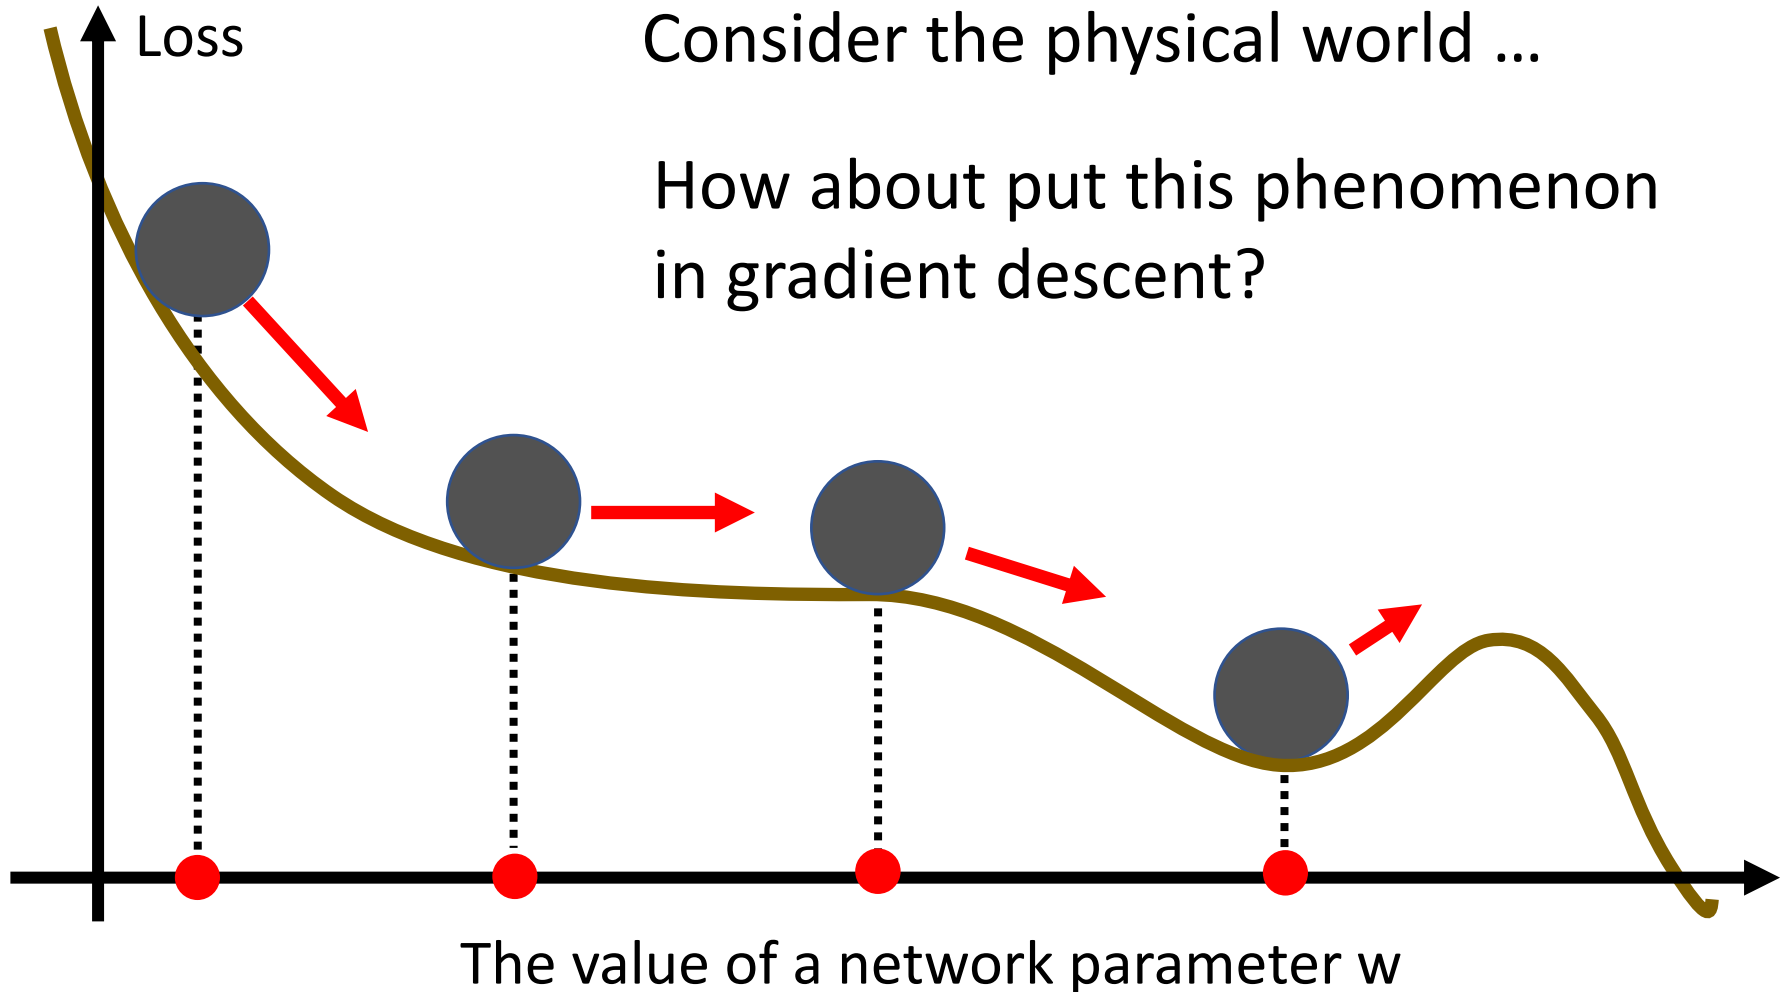 Loss
Consider the physical world ...
How about put this phenomenon
in gradient descent?
The value of a network parameter w